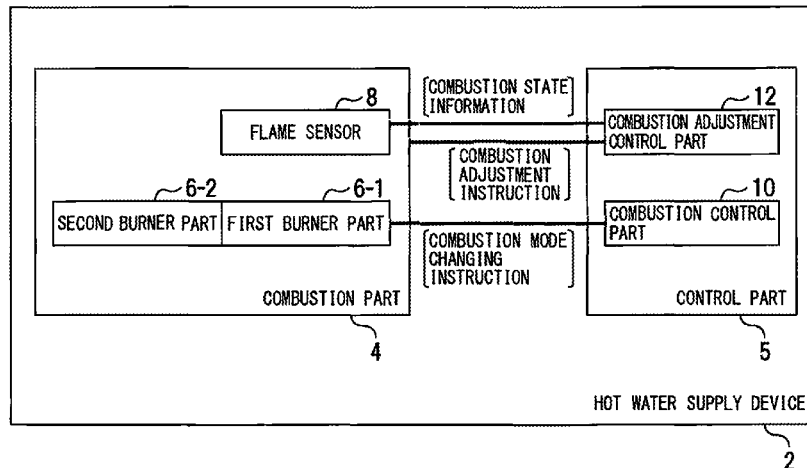 8
FLAME SENSOR
COMBUSTION STATE
INFORMATION
12
COMBUSTION ADJUSTMENT
CONTROL PART
COMBUSTION
ADJUSTMENT
INSTRUCTION
6-2
6-1
SECOND BURNER PART
FIRST BURNER PART
10
COMBUSTION CONTROL
PART
COMBUSTION MODE
CHANGING
INSTRUCTION
COMBUSTION PART
CONTROL PART
4
5
HOT WATER SUPPLY DEVICE
2